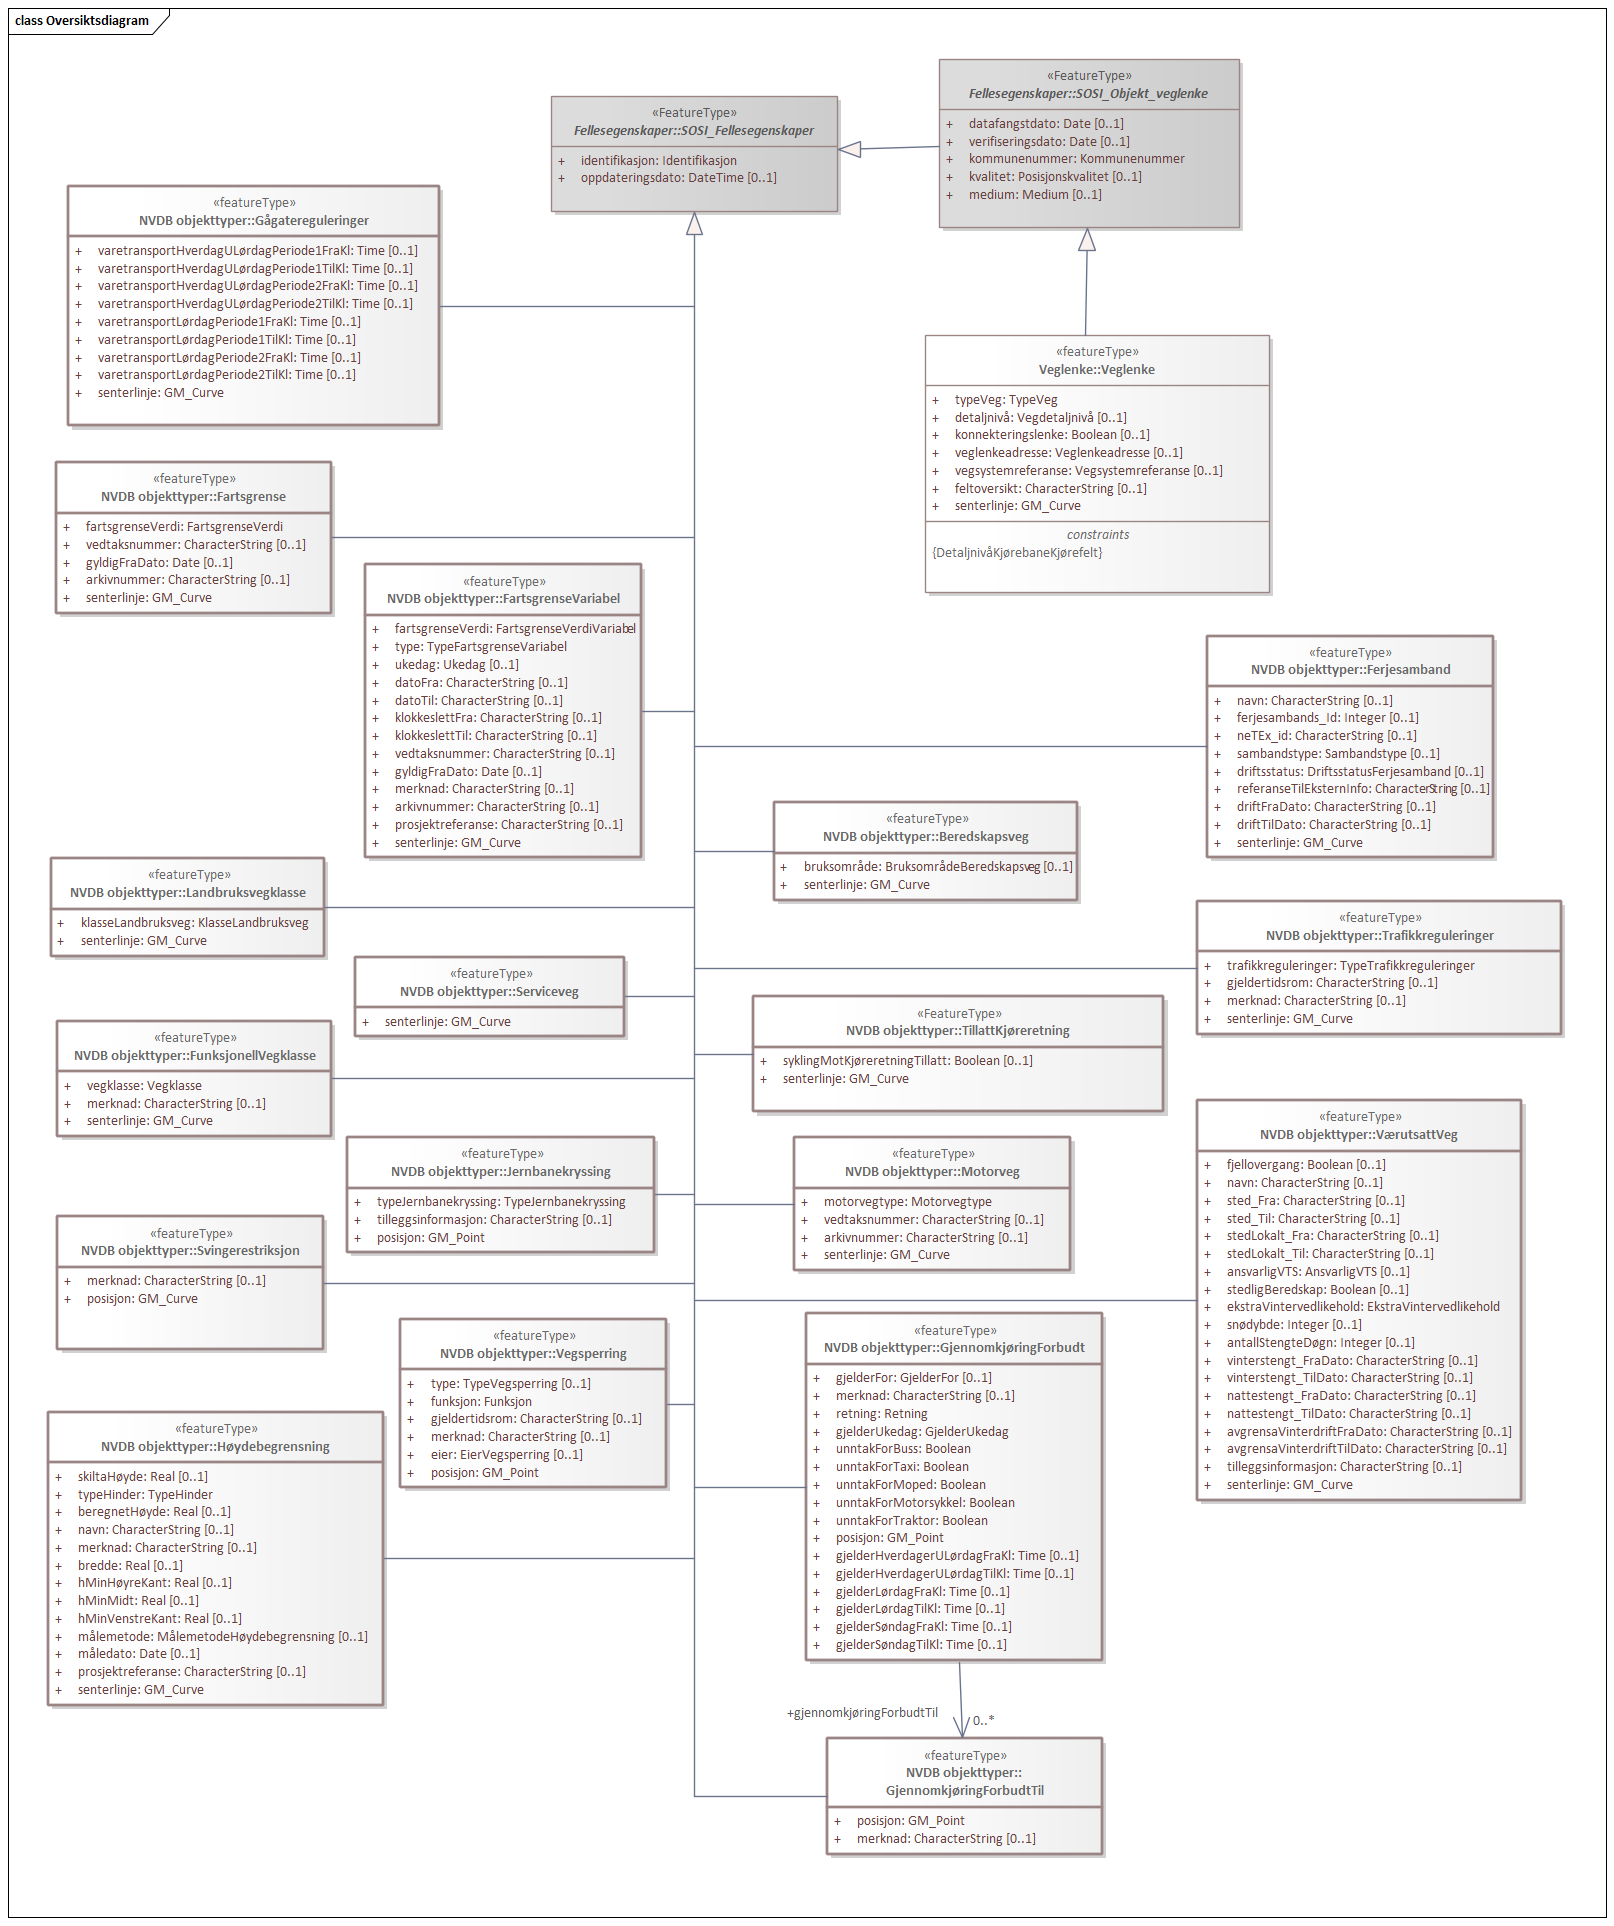 class Oversiktsdiagram
«FeatureType»
Fellesegenskaper::SOSI_Objekt_veglenke
+ datafangstdato: Date [0..1]
+ verifiseringsdato: Date [0..1]
+ kommunenummer: Kommunenummer
+ kvalitet: Posisjonskvalitet [0..1]
+ medium: Medium [0..1]
«FeatureType»
Fellesegenskaper::SOSI_Fellesegenskaper
+ identifikasjon: Identifikasjon
+ oppdateringsdato: DateTime [0..1]
«featureType»
NVDB objekttyper::Gågatereguleringer
+ varetransportHverdagULørdagPeriode1FraKl: Time [0..1]
+ varetransportHverdagULørdagPeriode1TilKl: Time [0..1]
+ varetransportHverdagULørdagPeriode2FraKl: Time [0..1]
+ varetransportHverdagULørdagPeriode2TilKl: Time [0..1]
+ varetransportLørdagPeriode1FraKl: Time [0..1]
+ varetransportLørdagPeriode1TilKl: Time [0..1]
+ varetransportLørdagPeriode2FraKl: Time [0..1]
+ varetransportLørdagPeriode2TilKl: Time [0..1]
+ senterlinje: GM_Curve
«featureType»
Veglenke::Veglenke
+ typeVeg: TypeVeg
+ detaljnivå: Vegdetaljnivå [0..1]
+ konnekteringslenke: Boolean [0..1]
+ veglenkeadresse: Veglenkeadresse [0..1]
+ vegsystemreferanse: Vegsystemreferanse [0..1]
+ feltoversikt: CharacterString [0..1]
+ senterlinje: GM_Curve
constraints
{DetaljnivåKjørebaneKjørefelt}
«featureType»
NVDB objekttyper::Fartsgrense
+ fartsgrenseVerdi: FartsgrenseVerdi
+ vedtaksnummer: CharacterString [0..1]
+ gyldigFraDato: Date [0..1]
+ arkivnummer: CharacterString [0..1]
+ senterlinje: GM_Curve
«featureType»
NVDB objekttyper::FartsgrenseVariabel
+ fartsgrenseVerdi: FartsgrenseVerdiVariabel
+ type: TypeFartsgrenseVariabel
+ ukedag: Ukedag [0..1]
+ datoFra: CharacterString [0..1]
+ datoTil: CharacterString [0..1]
+ klokkeslettFra: CharacterString [0..1]
+ klokkeslettTil: CharacterString [0..1]
+ vedtaksnummer: CharacterString [0..1]
+ gyldigFraDato: Date [0..1]
+ merknad: CharacterString [0..1]
+ arkivnummer: CharacterString [0..1]
+ prosjektreferanse: CharacterString [0..1]
+ senterlinje: GM_Curve
«featureType»
NVDB objekttyper::Ferjesamband
+ navn: CharacterString [0..1]
+ ferjesambands_Id: Integer [0..1]
+ neTEx_id: CharacterString [0..1]
+ sambandstype: Sambandstype [0..1]
+ driftsstatus: DriftsstatusFerjesamband [0..1]
+ referanseTilEksternInfo: CharacterString [0..1]
+ driftFraDato: CharacterString [0..1]
+ driftTilDato: CharacterString [0..1]
+ senterlinje: GM_Curve
«featureType»
NVDB objekttyper::Beredskapsveg
+ bruksområde: BruksområdeBeredskapsveg [0..1]
+ senterlinje: GM_Curve
«featureType»
NVDB objekttyper::Landbruksvegklasse
+ klasseLandbruksveg: KlasseLandbruksveg
+ senterlinje: GM_Curve
«featureType»
NVDB objekttyper::Trafikkreguleringer
+ trafikkreguleringer: TypeTrafikkreguleringer
+ gjeldertidsrom: CharacterString [0..1]
+ merknad: CharacterString [0..1]
+ senterlinje: GM_Curve
«featureType»
NVDB objekttyper::Serviceveg
+ senterlinje: GM_Curve
«FeatureType»
NVDB objekttyper::TillattKjøreretning
+ syklingMotKjøreretningTillatt: Boolean [0..1]
+ senterlinje: GM_Curve
«featureType»
NVDB objekttyper::FunksjonellVegklasse
+ vegklasse: Vegklasse
+ merknad: CharacterString [0..1]
+ senterlinje: GM_Curve
«featureType»
NVDB objekttyper::VærutsattVeg
+ fjellovergang: Boolean [0..1]
+ navn: CharacterString [0..1]
+ sted_Fra: CharacterString [0..1]
+ sted_Til: CharacterString [0..1]
+ stedLokalt_Fra: CharacterString [0..1]
+ stedLokalt_Til: CharacterString [0..1]
+ ansvarligVTS: AnsvarligVTS [0..1]
+ stedligBeredskap: Boolean [0..1]
+ ekstraVintervedlikehold: EkstraVintervedlikehold
+ snødybde: Integer [0..1]
+ antallStengteDøgn: Integer [0..1]
+ vinterstengt_FraDato: CharacterString [0..1]
+ vinterstengt_TilDato: CharacterString [0..1]
+ nattestengt_FraDato: CharacterString [0..1]
+ nattestengt_TilDato: CharacterString [0..1]
+ avgrensaVinterdriftFraDato: CharacterString [0..1]
+ avgrensaVinterdriftTilDato: CharacterString [0..1]
+ tilleggsinformasjon: CharacterString [0..1]
+ senterlinje: GM_Curve
«featureType»
NVDB objekttyper::Jernbanekryssing
+ typeJernbanekryssing: TypeJernbanekryssing
+ tilleggsinformasjon: CharacterString [0..1]
+ posisjon: GM_Point
«featureType»
NVDB objekttyper::Motorveg
+ motorvegtype: Motorvegtype
+ vedtaksnummer: CharacterString [0..1]
+ arkivnummer: CharacterString [0..1]
+ senterlinje: GM_Curve
«featureType»
NVDB objekttyper::Svingerestriksjon
+ merknad: CharacterString [0..1]
+ posisjon: GM_Curve
«featureType»
NVDB objekttyper::Vegsperring
+ type: TypeVegsperring [0..1]
+ funksjon: Funksjon
+ gjeldertidsrom: CharacterString [0..1]
+ merknad: CharacterString [0..1]
+ eier: EierVegsperring [0..1]
+ posisjon: GM_Point
«featureType»
NVDB objekttyper::GjennomkjøringForbudt
+ gjelderFor: GjelderFor [0..1]
+ merknad: CharacterString [0..1]
+ retning: Retning
+ gjelderUkedag: GjelderUkedag
+ unntakForBuss: Boolean
+ unntakForTaxi: Boolean
+ unntakForMoped: Boolean
+ unntakForMotorsykkel: Boolean
+ unntakForTraktor: Boolean
+ posisjon: GM_Point
+ gjelderHverdagerULørdagFraKl: Time [0..1]
+ gjelderHverdagerULørdagTilKl: Time [0..1]
+ gjelderLørdagFraKl: Time [0..1]
+ gjelderLørdagTilKl: Time [0..1]
+ gjelderSøndagFraKl: Time [0..1]
+ gjelderSøndagTilKl: Time [0..1]
«featureType»
NVDB objekttyper::Høydebegrensning
+ skiltaHøyde: Real [0..1]
+ typeHinder: TypeHinder
+ beregnetHøyde: Real [0..1]
+ navn: CharacterString [0..1]
+ merknad: CharacterString [0..1]
+ bredde: Real [0..1]
+ hMinHøyreKant: Real [0..1]
+ hMinMidt: Real [0..1]
+ hMinVenstreKant: Real [0..1]
+ målemetode: MålemetodeHøydebegrensning [0..1]
+ måledato: Date [0..1]
+ prosjektreferanse: CharacterString [0..1]
+ senterlinje: GM_Curve
+gjennomkjøringForbudtTil
0..*
«featureType»
NVDB objekttyper::
GjennomkjøringForbudtTil
+ posisjon: GM_Point
+ merknad: CharacterString [0..1]